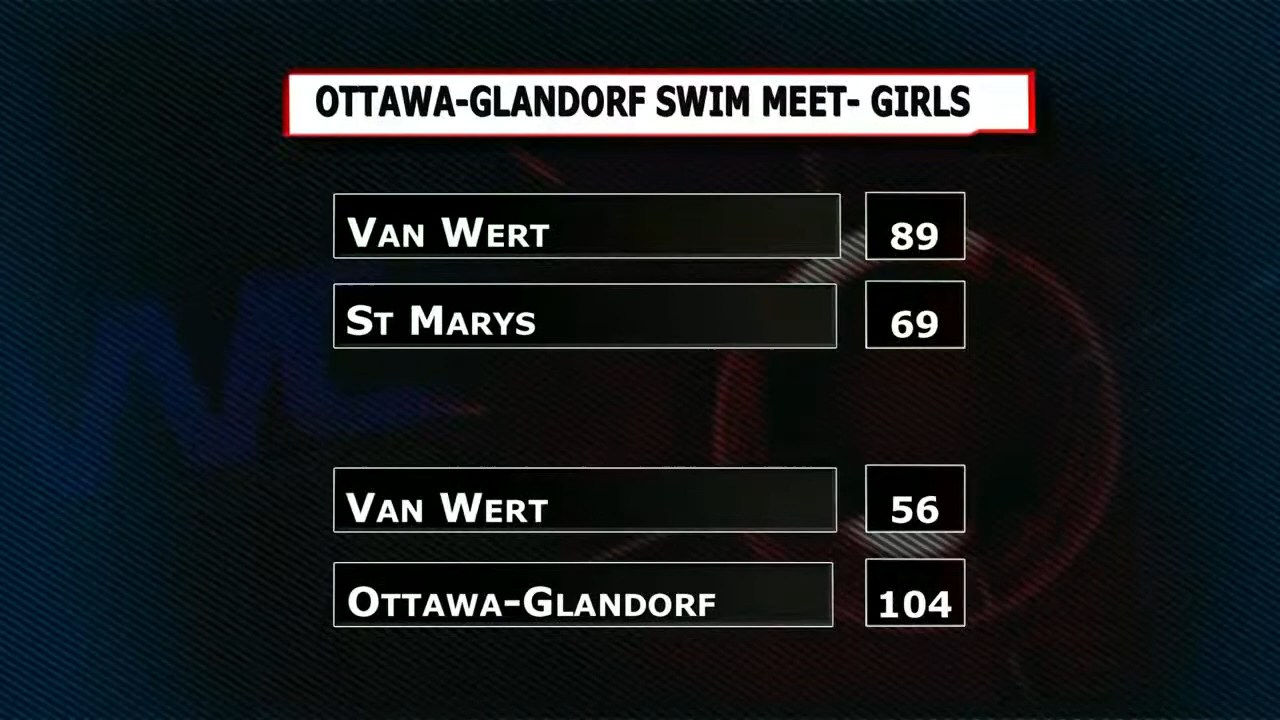 OTTAWA-GLANDORF SWIM MEET- GIRLS
VAN WERT 89
ST MARYS 69
VAN WERT 56
OTTAWA-GLANDORF 104